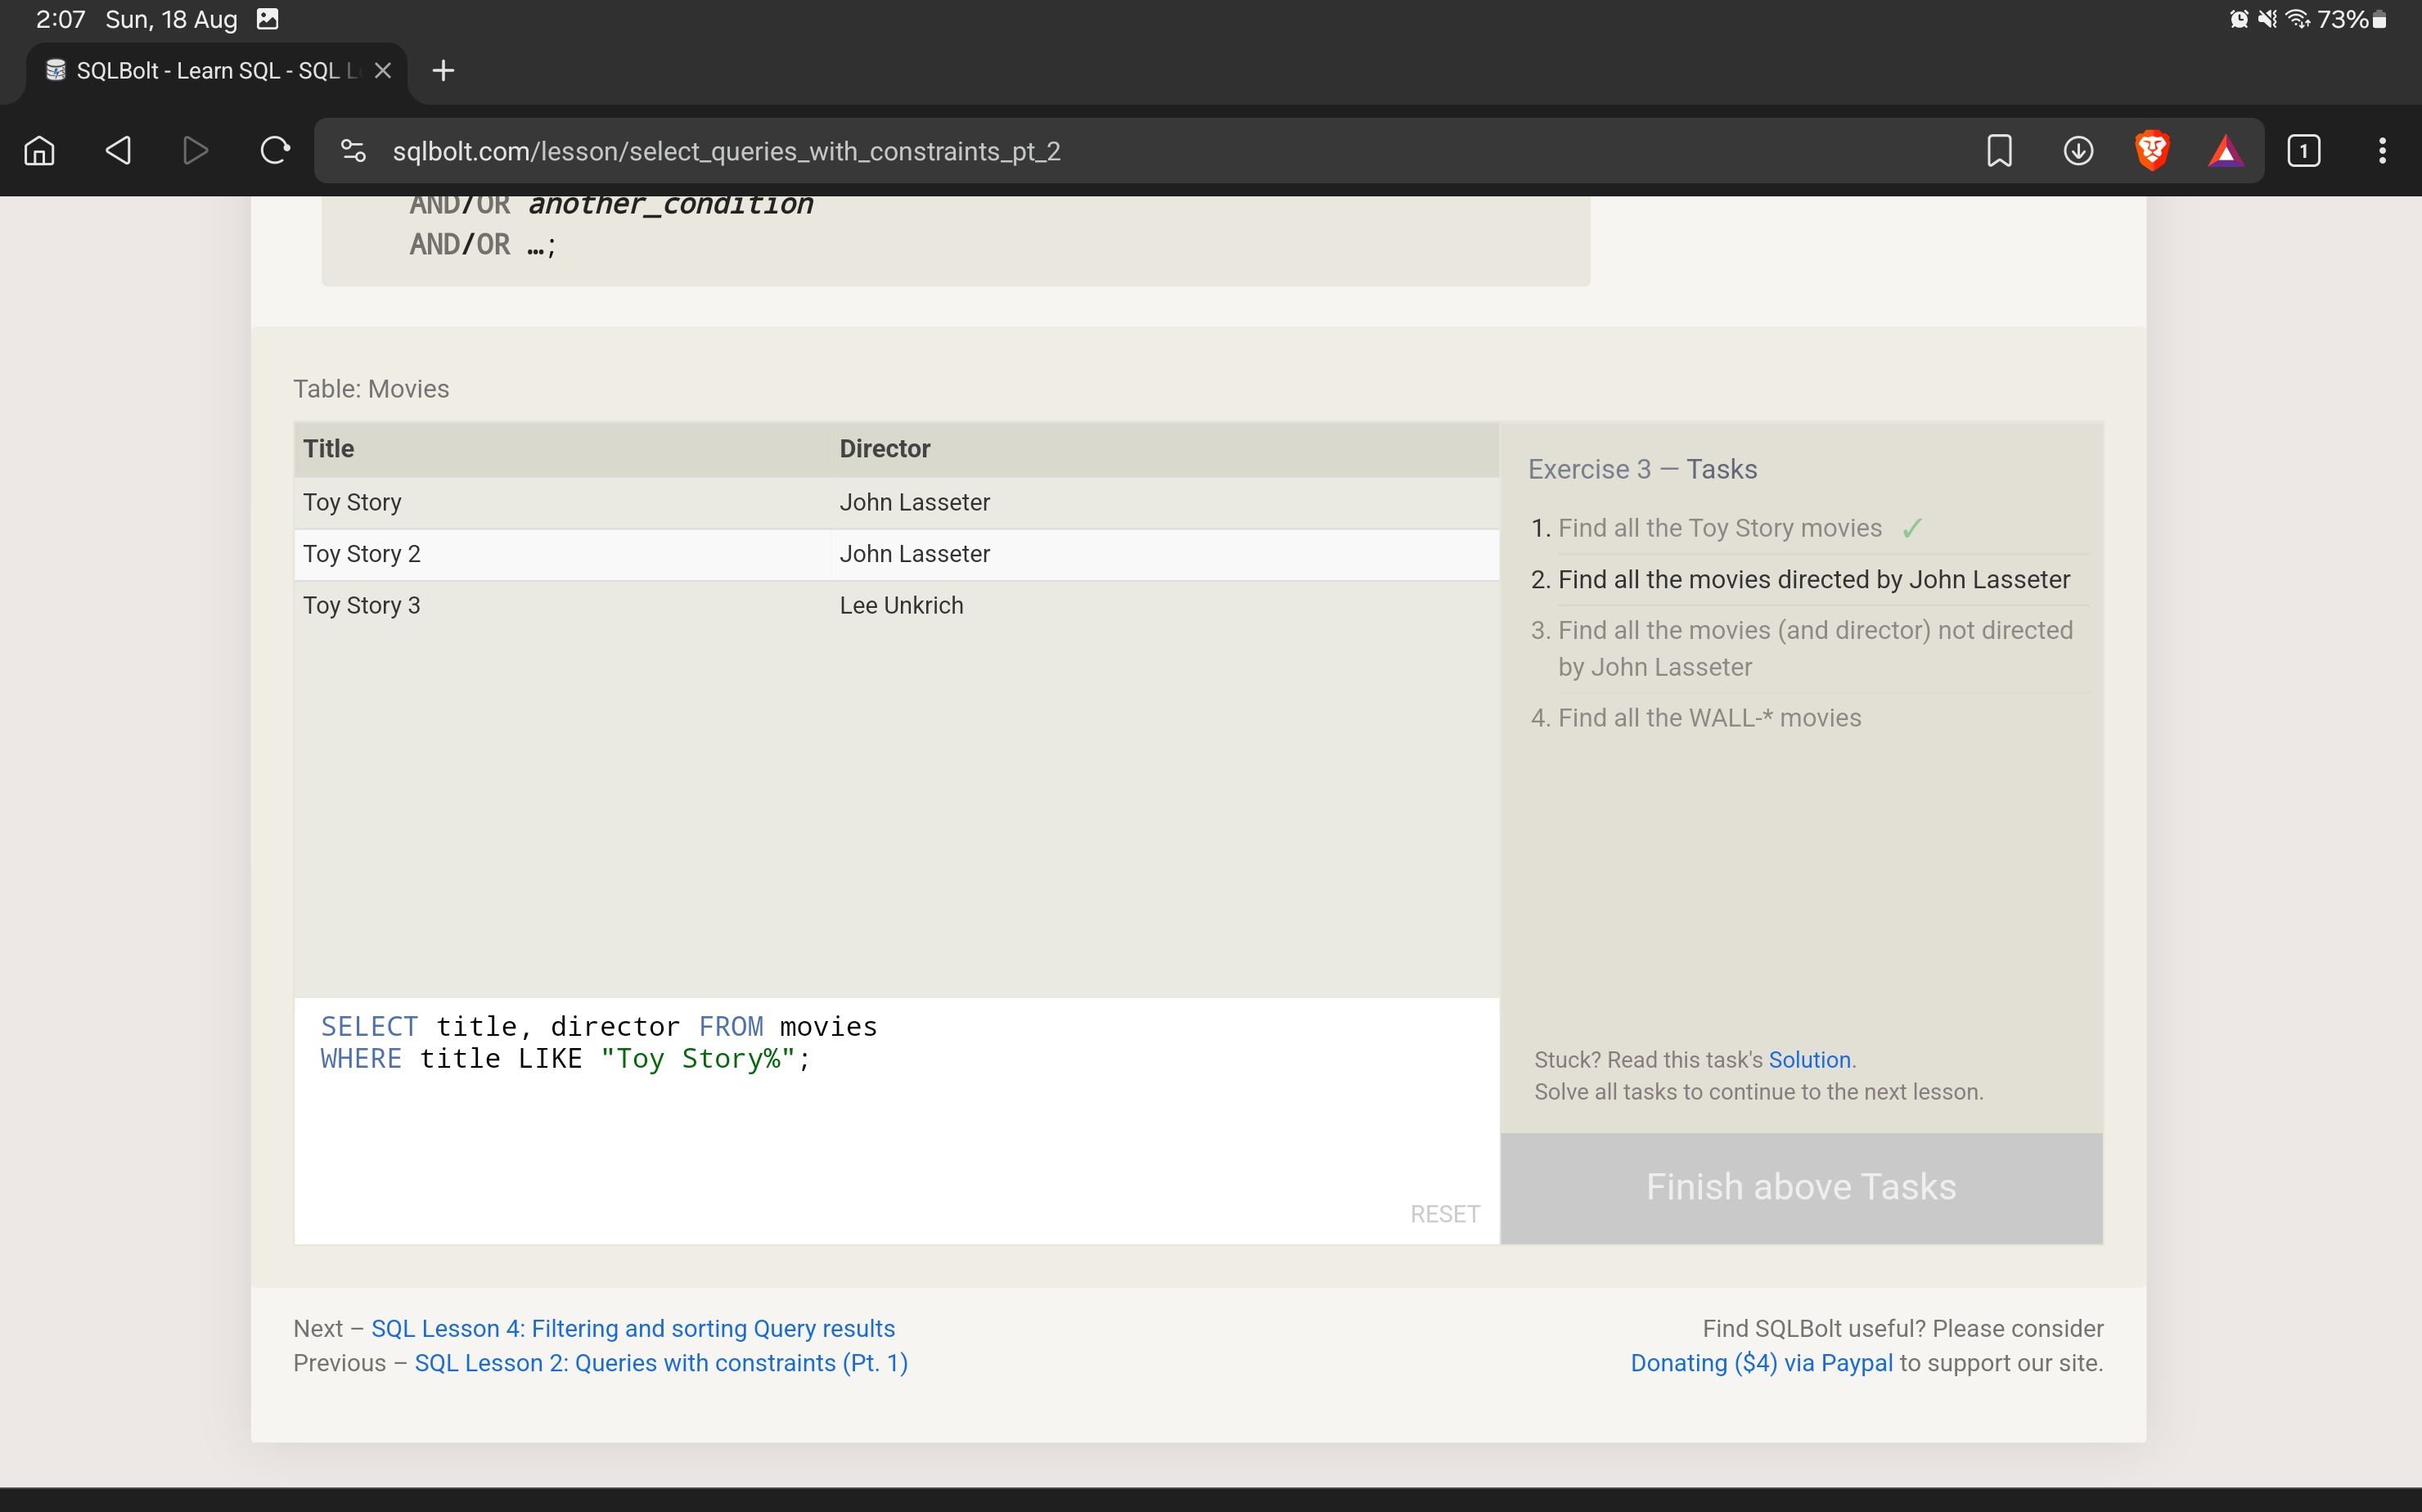 2:07 Sun, 18 Aug 73%
SQLBolt - Learn SQL - SQL L
sqlbolt.com/lesson/select_queries_with_constraints_pt_2
1
AND/OR another_condition
AND/OR …;
Table: Movies
Title Director
Toy Story John Lasseter
Toy Story 2 John Lasseter
Toy Story 3 Lee Unkrich
SELECT title, director FROM movies
WHERE title LIKE "Toy Story%";
RESET
Exercise 3 — Tasks
1. Find all the Toy Story movies ✓
2. Find all the movies directed by John Lasseter
3. Find all the movies (and director) not directed
by John Lasseter
4. Find all the WALL-* movies
Stuck? Read this task's Solution.
Solve all tasks to continue to the next lesson.
Finish above Tasks
Next – SQL Lesson 4: Filtering and sorting Query results
Previous – SQL Lesson 2: Queries with constraints (Pt. 1)
Find SQLBolt useful? Please consider
Donating ($4) via Paypal to support our site.